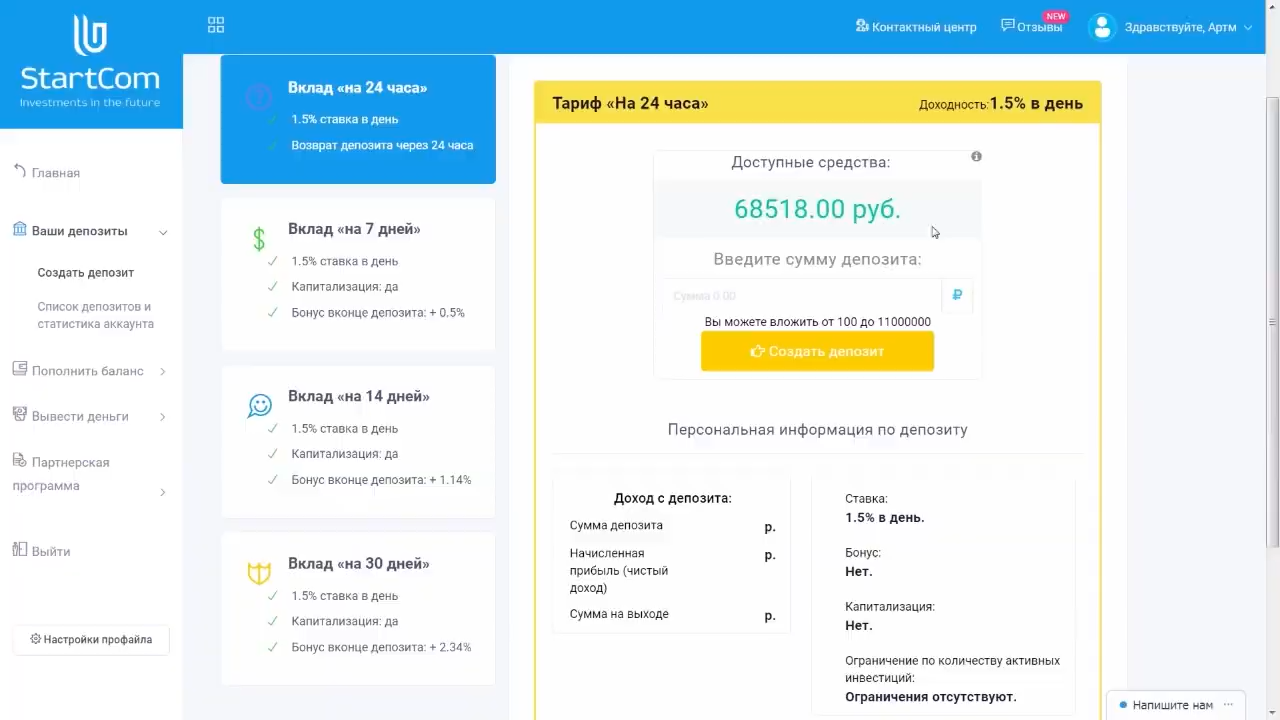 StartCom
Investments in the future
Контактный центр
Отзывы
NEW
Здравствуйте, Артм
Главная
Ваши депозиты
Создать депозит
Список депозитов и
статистика аккаунта
Пополнить баланс
Вывести деньги
Партнерская
программа
Выйти
Настройки профайла
Вклад «на 24 часа»
1.5% ставка в день
Возврат депозита через 24 часа
Вклад «на 7 дней»
1.5% ставка в день
Капитализация: да
Бонус вконце депозита: + 0.5%
Вклад «на 14 дней»
1.5% ставка в день
Капитализация: да
Бонус вконце депозита: + 1.14%
Вклад «на 30 дней»
1.5% ставка в день
Капитализация: да
Бонус вконце депозита: + 2.34%
Тариф «На 24 часа»
Доходность:1.5% в день
Доступные средства:
68518.00 руб.
Введите сумму депозита:
Сумма 0.00
₽
Вы можете вложить от 100 до 11000000
Создать депозит
Персональная информация по депозиту
Доход с депозита:
Сумма депозита р.
Начисленная р.
прибыль (чистый
доход)
Сумма на выходе р.
Ставка:
1.5% в день.
Бонус:
Нет.
Капитализация:
Нет.
Ограничение по количеству активных
инвестиций:
Ограничения отсутствуют.
Напишите нам